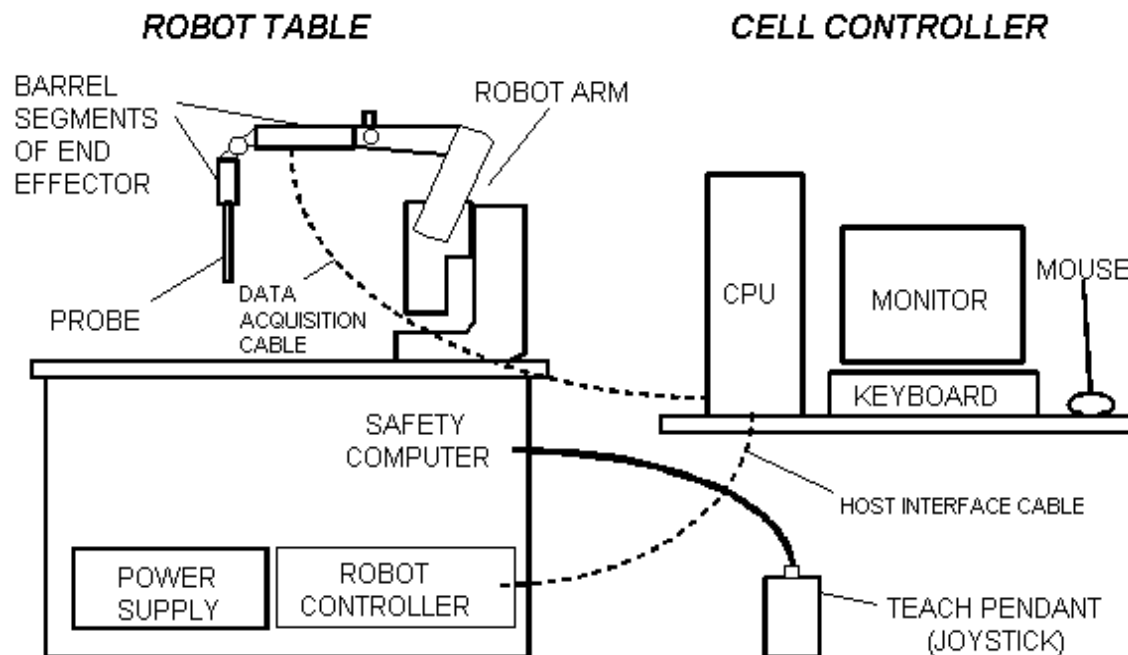 ROBOT TABLE
CELL CONTROLLER
BARREL
SEGMENTS
OF END
EFFECTOR
ROBOT ARM
PROBE
DATA
ACQUISITION
CABLE
CPU
MONITOR
MOUSE
KEYBOARD
SAFETY
COMPUTER
HOST INTERFACE CABLE
POWER
SUPPLY
ROBOT
CONTROLLER
TEACH PENDANT
(JOYSTICK)